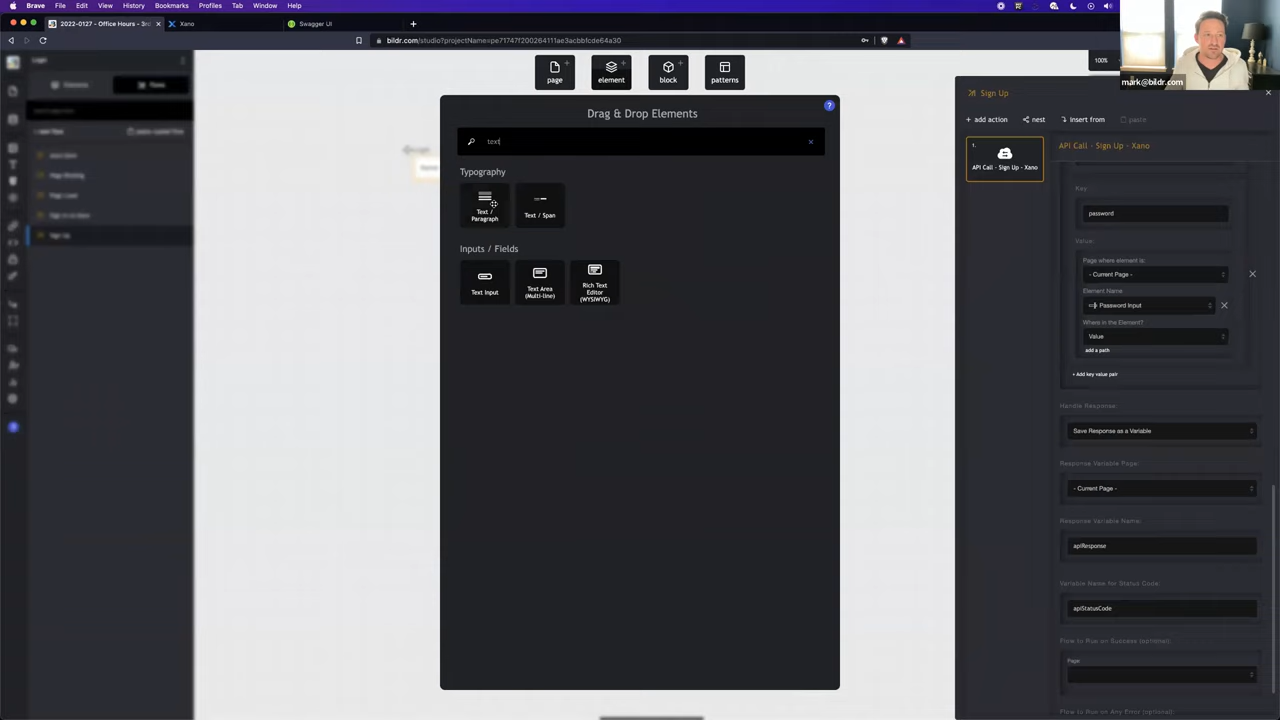 Brave File Edit View History Bookmarks Profiles Tab Window Help
2022-0127 - Office Hours - 3rd
Xano
Swagger UI
bildr.com/studio?projectName=pe71747f200264111ae3acbbfcde64a30
page
element
block
patterns
100%
mark@bildr.com
Drag & Drop Elements
text
Typography
Text / Paragraph
Text / Span
Inputs / Fields
Text Input
Text Area (Multi-line)
Rich Text Editor (WYSIWYG)
Sign Up
+ add action
nest
insert from
paste
1.
API Call - Sign Up - Xano
API Call - Sign Up - Xano
Key
password
Value:
Page where element is:
- Current Page -
Element Name
Password Input
Where in the Element?
Value
add a path
+ Add key value pair
Handle Response:
Save Response as a Variable
Response Variable Page:
- Current Page -
Response Variable Name:
apiResponse
Variable Name for Status Code:
apiStatusCode
Flow to Run on Success (optional):
Page
Flow to Run on Any Error (optional)